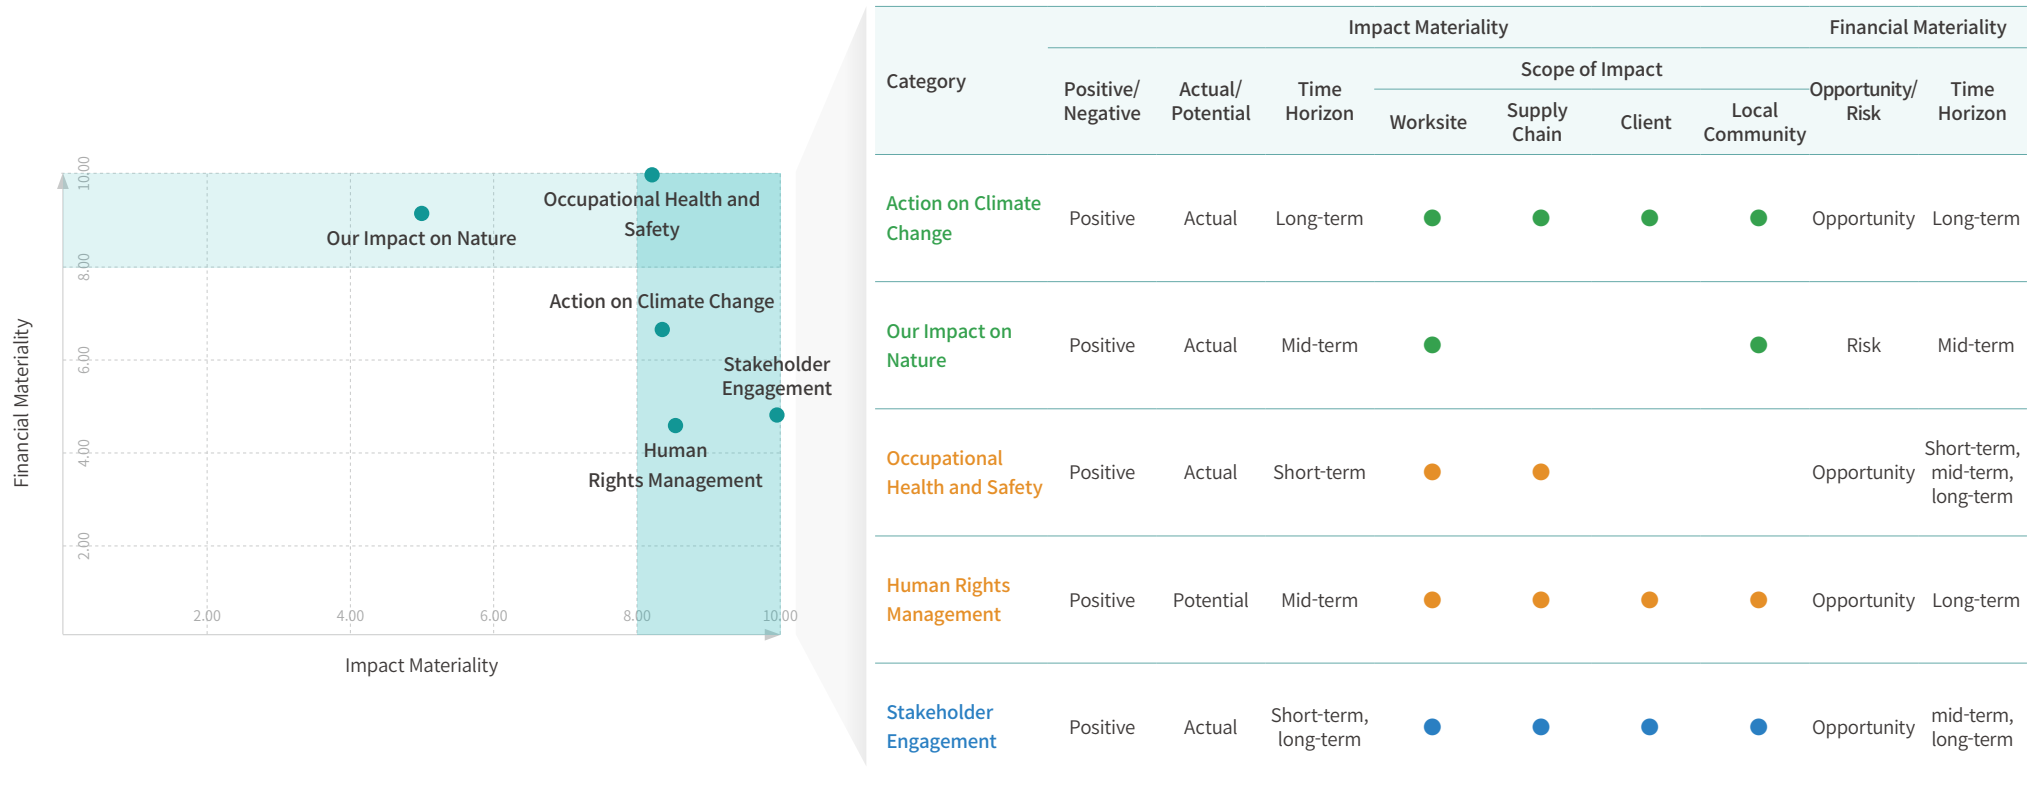 Financial Materiality
10.00
8.00
6.00
4.00
2.00
Occupational Health and
Safety
Our Impact on Nature
Action on Climate Change
Stakeholder
Engagement
Human
Rights Management
2.00
4.00
6.00
8.00
10.00
Impact Materiality
Category
Impact Materiality
Financial Materiality
Positive/
Negative
Actual/
Potential
Time
Horizon
Scope of Impact
Worksite
Supply
Chain
Client
Local
Community
Opportunity/
Risk
Time
Horizon
Action on Climate
Change
Positive
Actual
Long-term
Opportunity
Long-term
Our Impact on
Nature
Positive
Actual
Mid-term
Risk
Mid-term
Occupational
Health and Safety
Positive
Actual
Short-term
Opportunity
Short-term,
mid-term,
long-term
Human Rights
Management
Positive
Potential
Mid-term
Opportunity
Long-term
Stakeholder
Engagement
Positive
Actual
Short-term,
long-term
Opportunity
mid-term,
long-term